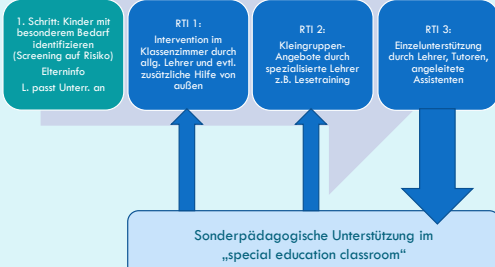 1. Schritt: Kinder mit
besonderem Bedarf
identifizieren
(Screening auf Risiko)
Elterninfo
L. passt Unterr. an
RTI 1:
Intervention im
Klassenzimmer durch
allg. Lehrer und evtl.
zusätzliche Hilfe von
außen
RTI 2:
Kleingruppen-
Angebote durch
spezialisierte Lehrer
z.B. Lesetraining
RTI 3:
Einzelunterstützung
durch Lehrer, Tutoren,
angeleitete
Assistenten
Sonderpädagogische Unterstützung im
„special education classroom“